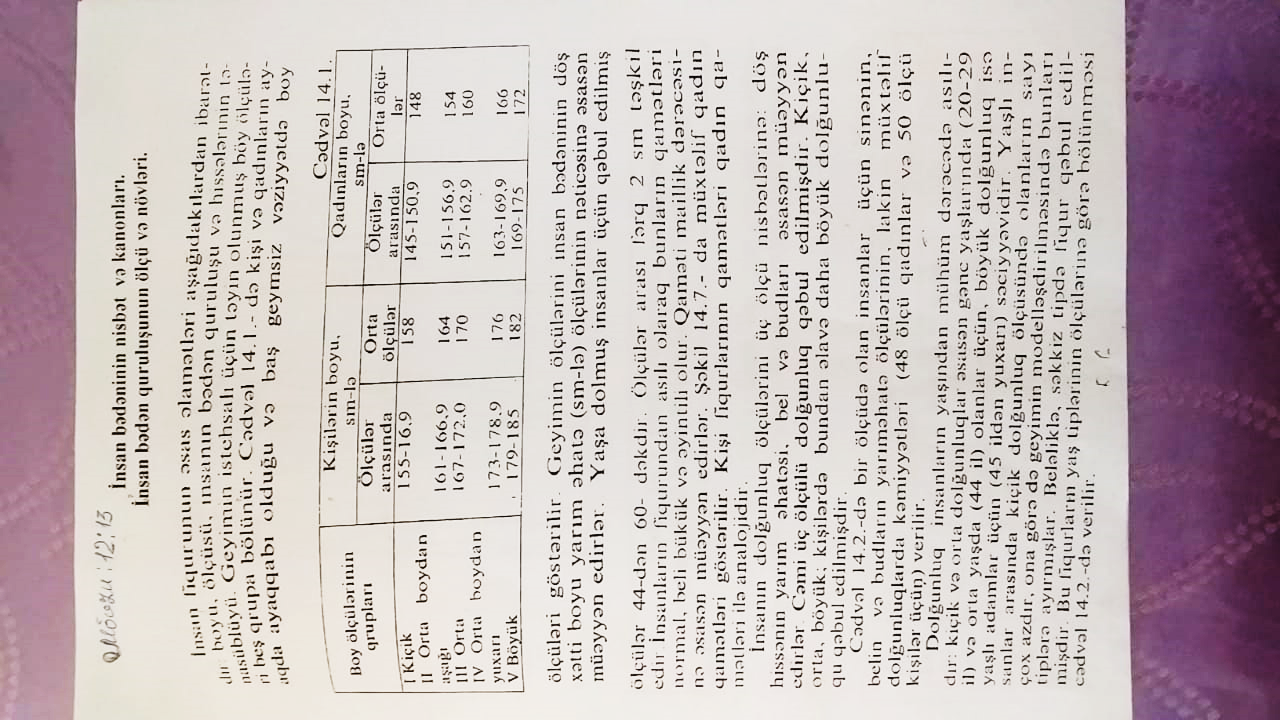 Mövzu: 12; 13
İnsan bədəninin nisbət və kanonları.
İnsan bədən quruluşunun ölçü və növləri.
İnsan fiqurunun əsas əlamətləri aşağıdakılardan ibarət-
dir: boyu, ölçüsü, insanın bədən quruluşu və hissələrinin tə-
nasüblüyü. Geyimin istehsalı üçün təyin olunmuş böy ölçülə-
ri beş qrupa bölünür. Cədvəl 14.1.- də kişi və qadınların ay-
aqda ayaqqabı olduğu və baş geyimsiz vəziyyətdə boy
Cədvəl 14.1.
Boy ölçülərinin qrupları | Kişilərin boyu, sm-lə | Qadınların boyu, sm-lə
Ölçülər arasında | Orta ölçülər | Ölçülər arasında | Orta ölçü-lər
I Kiçik | 155-16.9 | 158 | 145-150.9 | 148
II Orta boydan aşağı | 161-166.9 | 164 | 151-156.9 | 154
III Orta | 167-172.0 | 170 | 157-162.9 | 160
IV Orta boydan yuxarı | 173-178.9 | 176 | 163-169.9 | 166
V Böyük | 179-185 | 182 | 169-175 | 172
ölçüləri göstərilir. Geyimin ölçülərini insan bədəninin döş
xətti boyu yarım əhatə (sm-lə) ölçülərinin nəticəsinə əsasən
müəyyən edirlər. Yaşa dolmuş insanlar üçün qəbul edilmiş
ölçülər 44-dən 60- dəkdir. Ölçülər arası fərq 2 sm təşkil
edir.İnsanların fiqurundan asılı olaraq bunların qamətləri
normal, beli bükük və əyintili olur. Qaməti maillik dərəcəsi-
nə əsasən müəyyən edirlər. Şəkil 14.7.- da müxtəlif qadın
qamətləri göstərilir. Kişi fiqurlarının qamətləri qadın qa-
mətləri ilə analojidir.
İnsanın dolğunluq ölçülərini üç ölçü nisbətlərinə: döş
hissənin yarım əhatəsi, bel və budları əsasən müəyyən
edirlər. Cəmi üç ölçülü dolğunluq qəbul edilmişdir. Kiçik,
orta, böyük; kişilərdə bundan əlavə daha böyük dolğunlu-
qu qəbul edilmişdir.
Cədvəl 14.2.-də bir ölçüdə olan insanlar üçün sinənin,
belin və budların yarıməhatə ölçülərinin, lakin müxtəlif
dolğunluqlarda kəmiyyətləri (48 ölçü qadınlar və 50 ölçü
kişilər üçün) verilir.
Dolğunluq insanların yaşından mühüm dərəcədə asılı-
dır: kiçik və orta dolğunluqlar əsasən gənc yaşlarında (20-29
il) və orta yaşda (44 il) olanlar üçün, böyük dolğunluq isə
yaşlı adamlar üçün (45 ildən yuxarı) səciyyəvidir. Yaşlı in-
sanlar arasında kiçik dolğunluq ölçüsündə olanların sayı
çox azdır, ona görə də geyimin modelləşdirilməsində bunları
tiplərə ayırmışlar. Beləliklə, səkkiz tipdə fiqur qəbul edil-
mişdir. Bu fiqurların yaş tiplərinin ölçülərinə görə bölünməsi
cədvəl 14.2.-də verilir.